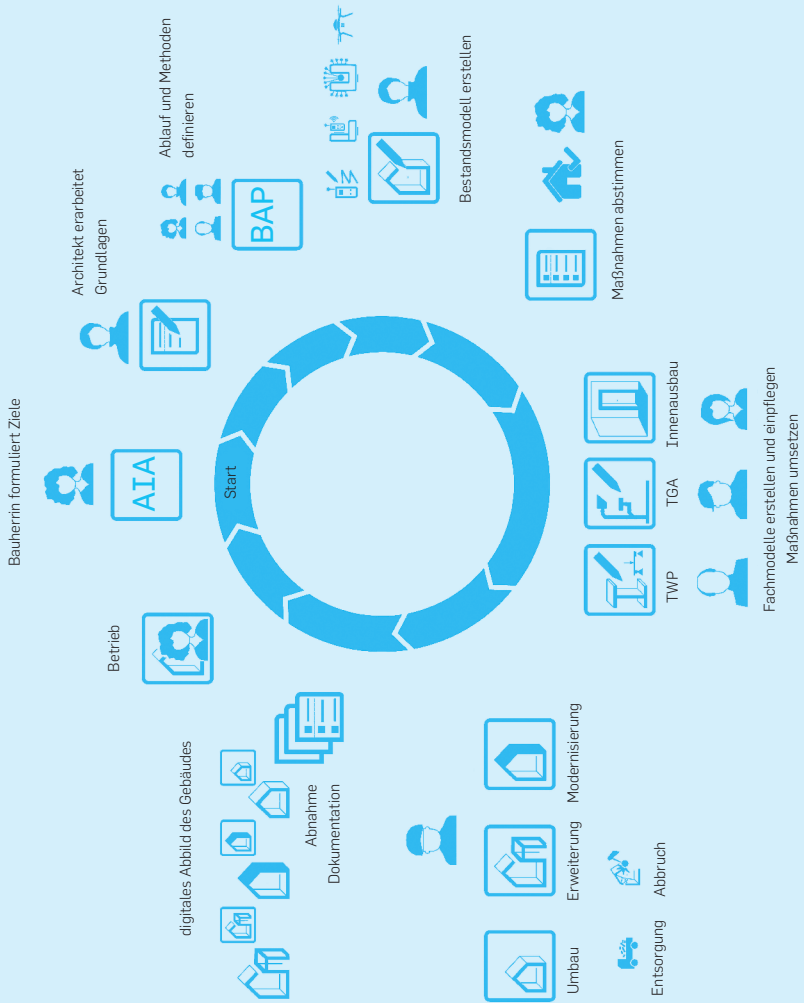 Bauherrin formuliert Ziele
AIA
Start
Architekt erarbeitet
Grundlagen
Ablauf und Methoden
definieren
BAP
Bestandsmodell erstellen
Maßnahmen abstimmen
Innenausbau
TGA
TWP
Fachmodelle erstellen und einpflegen
Maßnahmen umsetzen
Modernisierung
Erweiterung
Umbau
Abbruch
Entsorgung
digitales Abbild des Gebäudes
Abnahme
Dokumentation
Betrieb